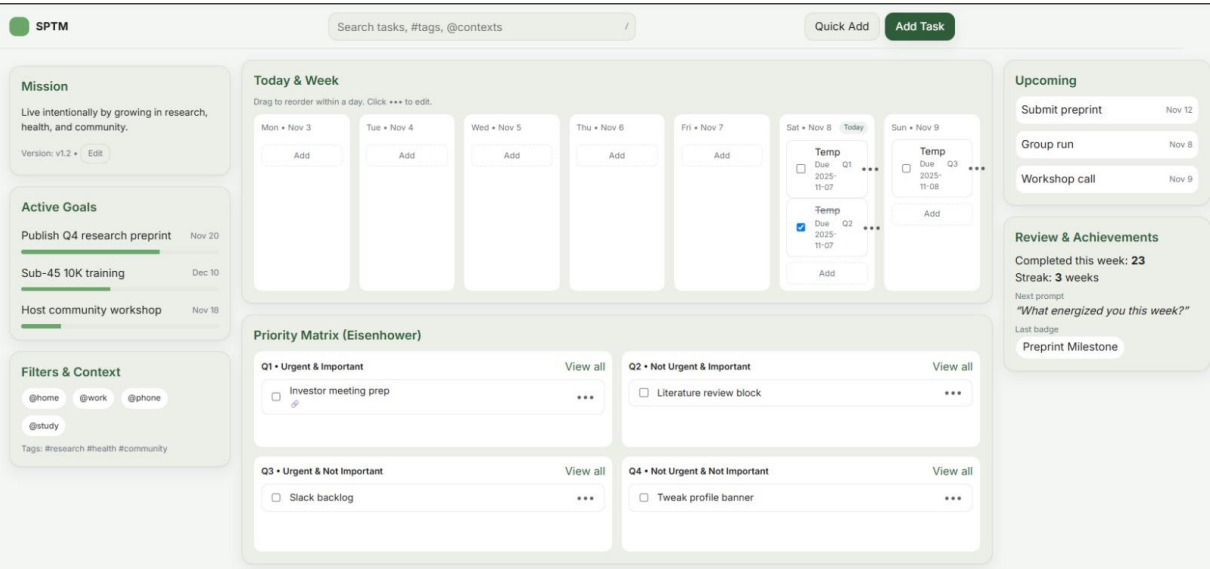 SPTM
Search tasks, #tags, @contexts /
Quick Add
Add Task
Mission
Live intentionally by growing in research,
health, and community.
Version: v1.2 • Edit
Active Goals
Publish Q4 research preprint Nov 20
Sub-45 10K training Dec 10
Host community workshop Nov 18
Filters & Context
@home @work @phone
@study
Tags: #research #health #community
Today & Week
Drag to reorder within a day. Click ••• to edit.
Mon • Nov 3
Add
Tue • Nov 4
Add
Wed • Nov 5
Add
Thu • Nov 6
Add
Fri • Nov 7
Add
Sat • Nov 8 Today
Temp
Due Q1 •••
2025-
11-07
Temp
Due Q2 •••
2025-
11-07
Add
Sun • Nov 9
Temp
Due Q3 •••
2025-
11-08
Add
Priority Matrix (Eisenhower)
Q1 • Urgent & Important View all
Investor meeting prep •••
Q2 • Not Urgent & Important View all
Literature review block •••
Q3 • Urgent & Not Important View all
Slack backlog •••
Q4 • Not Urgent & Not Important View all
Tweak profile banner •••
Upcoming
Submit preprint Nov 12
Group run Nov 8
Workshop call Nov 9
Review & Achievements
Completed this week: 23
Streak: 3 weeks
Next prompt
“What energized you this week?”
Last badge
Preprint Milestone